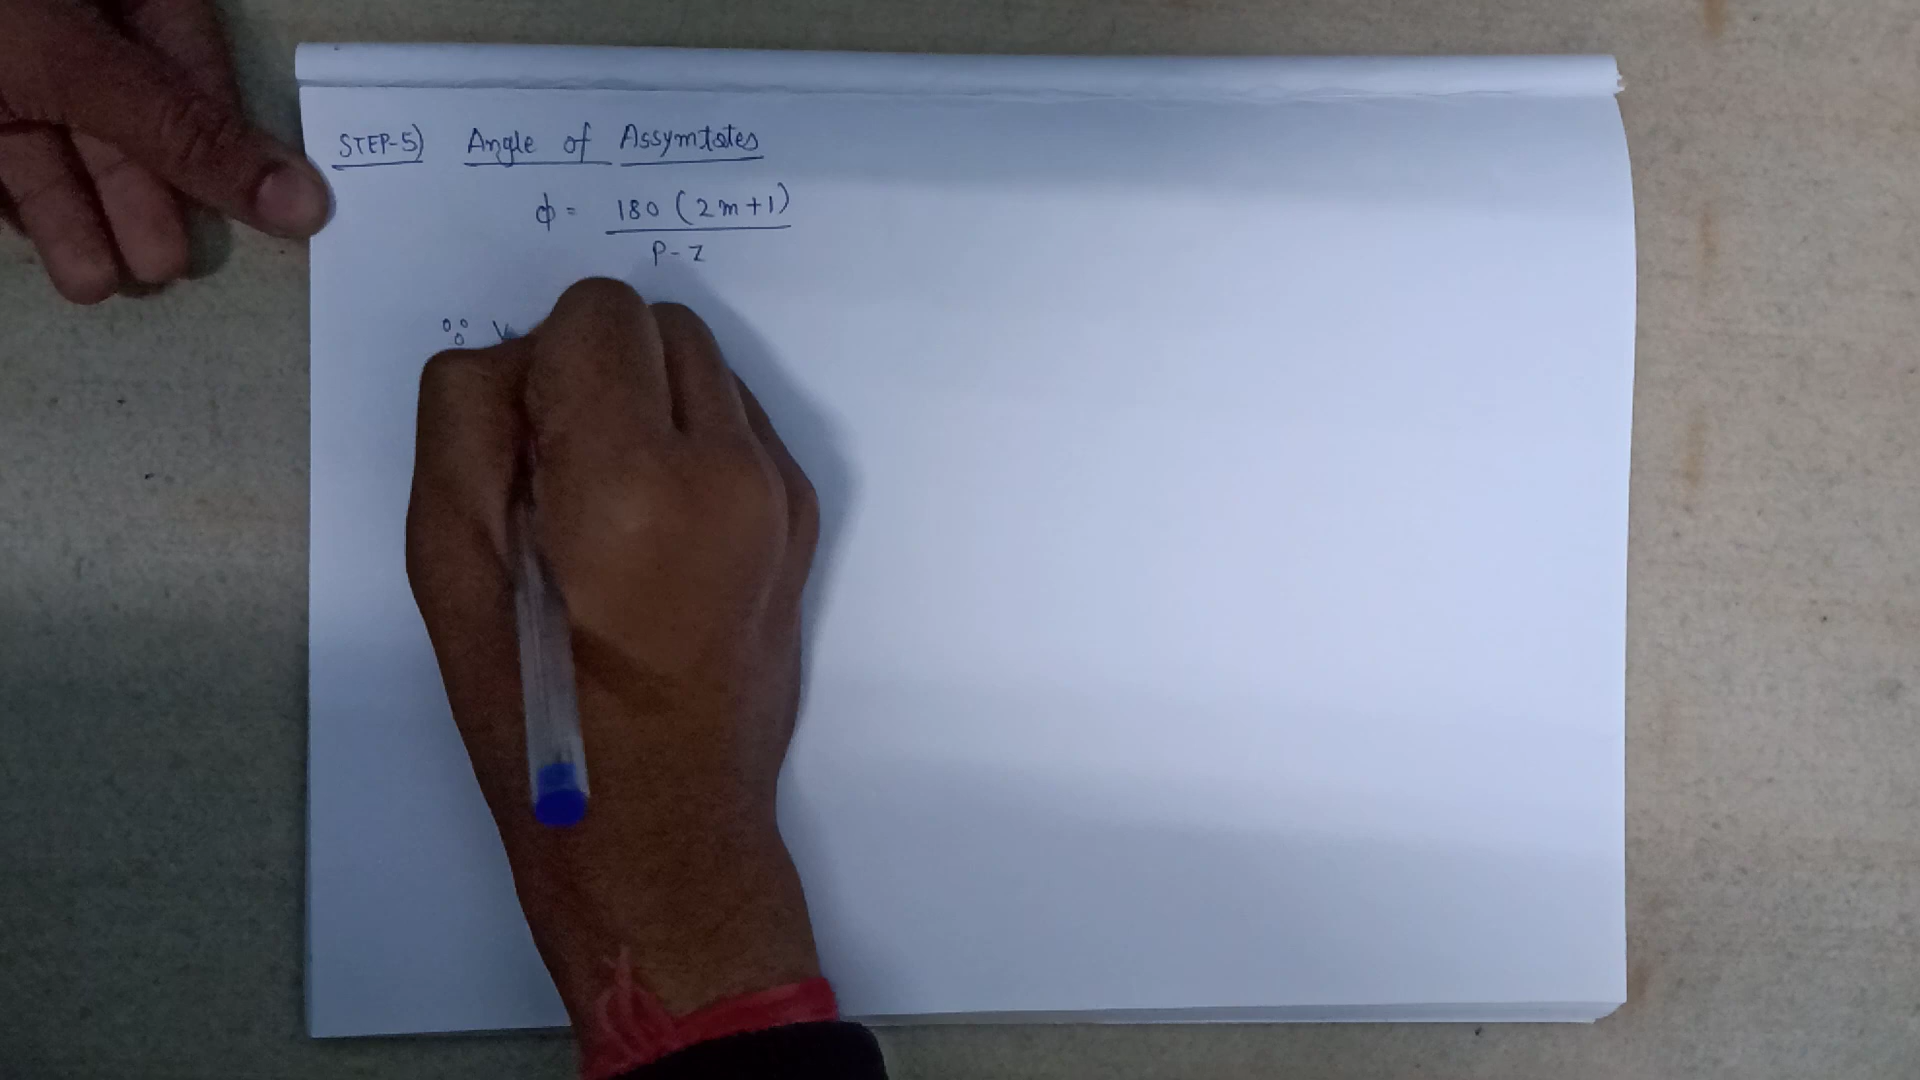 STEP-5) Angle of Assymtotes
ϕ = 180 (2m+1)
P-Z